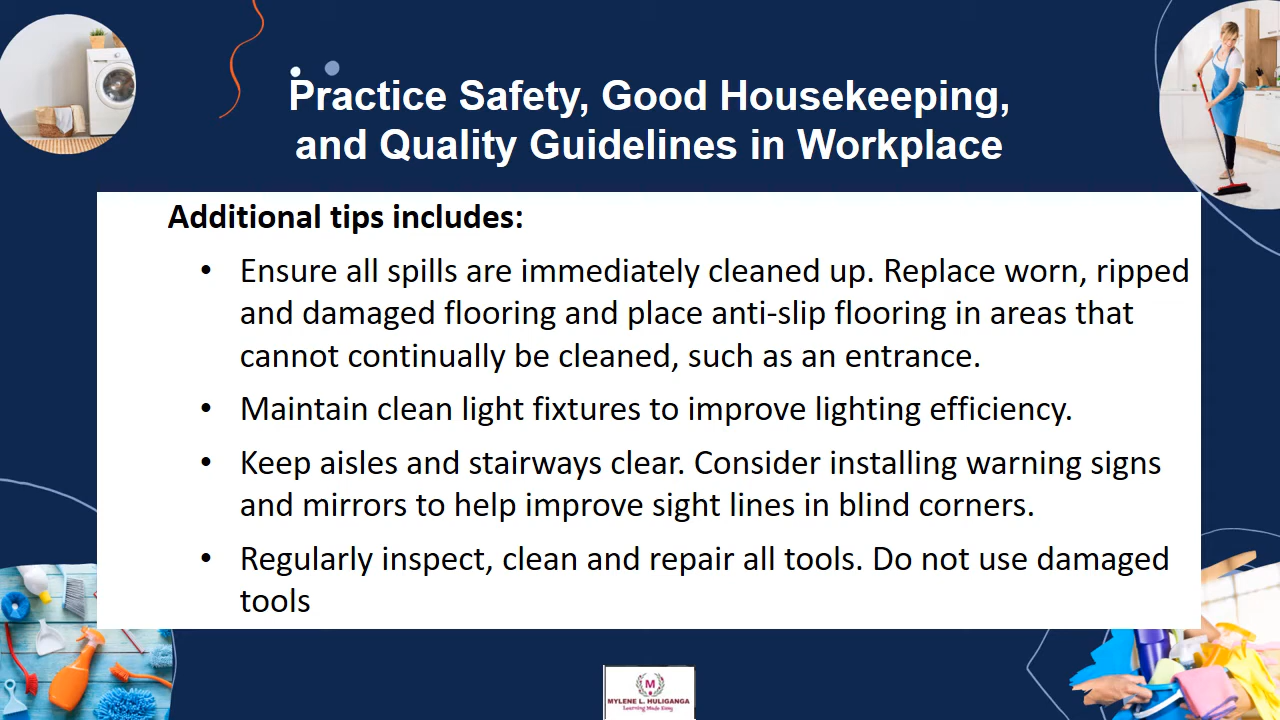 Practice Safety, Good Housekeeping,
and Quality Guidelines in Workplace
Additional tips includes:
• Ensure all spills are immediately cleaned up. Replace worn, ripped
and damaged flooring and place anti-slip flooring in areas that
cannot continually be cleaned, such as an entrance.
• Maintain clean light fixtures to improve lighting efficiency.
• Keep aisles and stairways clear. Consider installing warning signs
and mirrors to help improve sight lines in blind corners.
• Regularly inspect, clean and repair all tools. Do not use damaged
tools
M
MYLENE L. HULIGANGA
Learning Made Easy